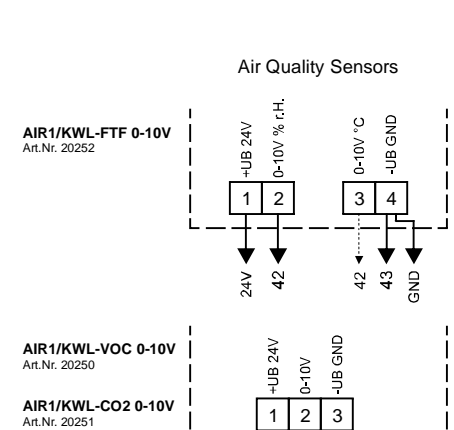 Air Quality Sensors
AIR1/KWL-FTF 0-10V
Art.Nr. 20252
+UB 24V
0-10V % r.H.
0-10V °C
-UB GND
1 2 3 4
24V 42 42 43 GND
AIR1/KWL-VOC 0-10V
Art.Nr. 20250
AIR1/KWL-CO2 0-10V
Art.Nr. 20251
+UB 24V
0-10V
-UB GND
1 2 3